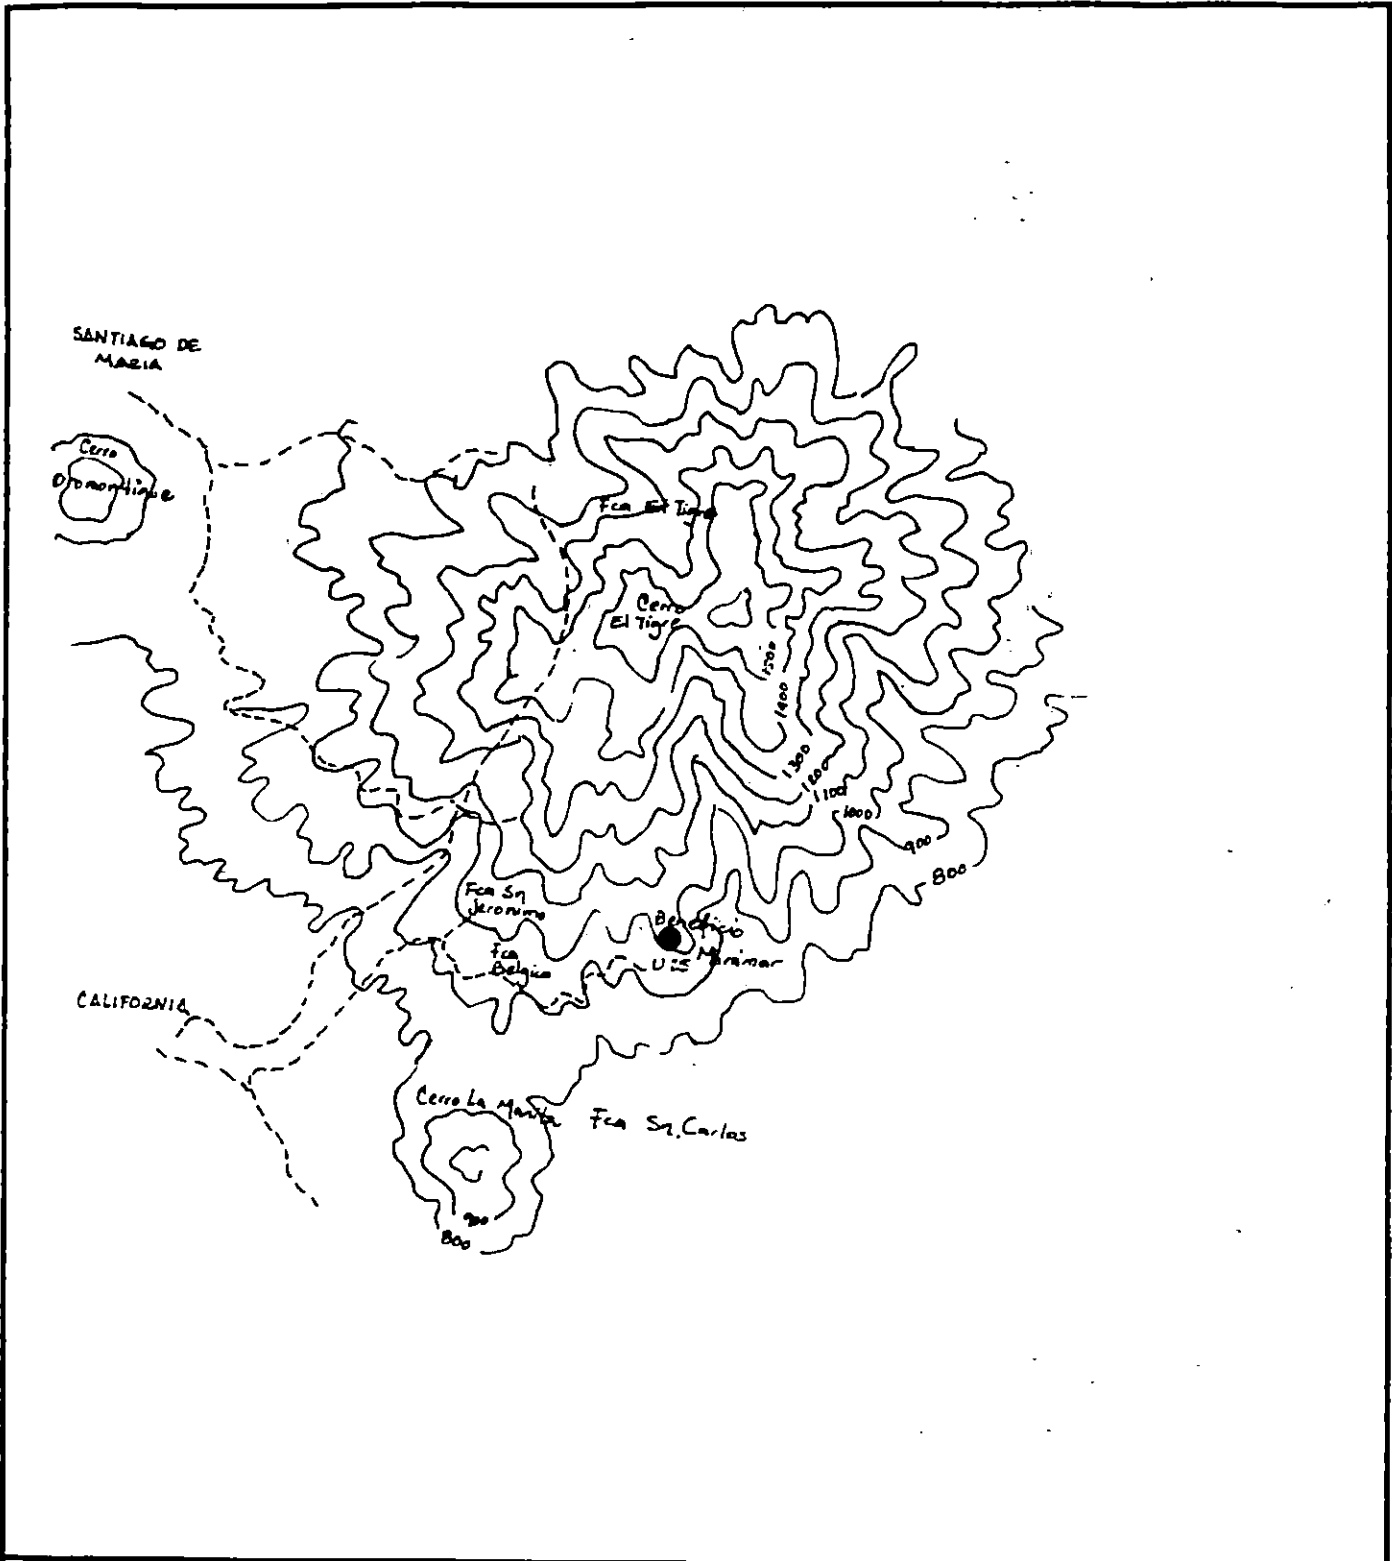 SANTIAGO DE
MARIA
Cerro
Fca El Tigre
Cerro
El Tigre
1500
1400
1300
1200
1100
1000
900
800
Fca Sn
Jeronimo
Beneficio
Miramar
Fca
Belgica
CALIFORNIA
Cerro La Manita
Fca Sn. Carlos
900
800